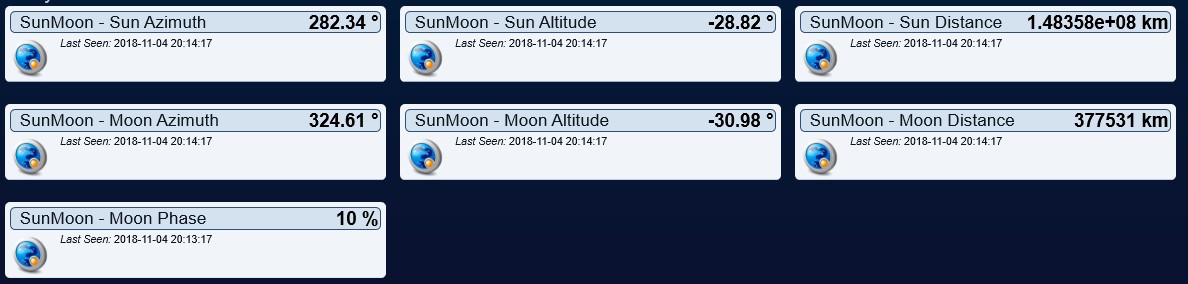 SunMoon - Sun Azimuth 282.34 °
Last Seen: 2018-11-04 20:14:17
SunMoon - Sun Altitude -28.82 °
Last Seen: 2018-11-04 20:14:17
SunMoon - Sun Distance 1.48358e+08 km
Last Seen: 2018-11-04 20:14:17
SunMoon - Moon Azimuth 324.61 °
Last Seen: 2018-11-04 20:14:17
SunMoon - Moon Altitude -30.98 °
Last Seen: 2018-11-04 20:14:17
SunMoon - Moon Distance 377531 km
Last Seen: 2018-11-04 20:14:17
SunMoon - Moon Phase 10 %
Last Seen: 2018-11-04 20:13:17